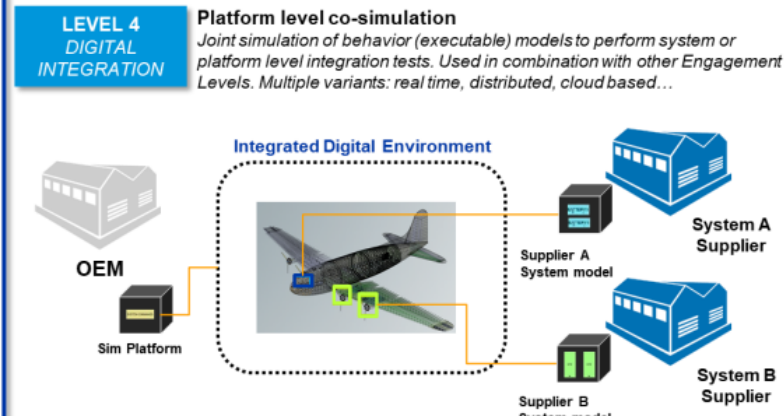 LEVEL 4
DIGITAL
INTEGRATION
Platform level co-simulation
Joint simulation of behavior (executable) models to perform system or
platform level integration tests. Used in combination with other Engagement
Levels. Multiple variants: real time, distributed, cloud based…
Integrated Digital Environment
OEM
Sim Platform
Supplier A
System model
System A
Supplier
Supplier B
System model
System B
Supplier